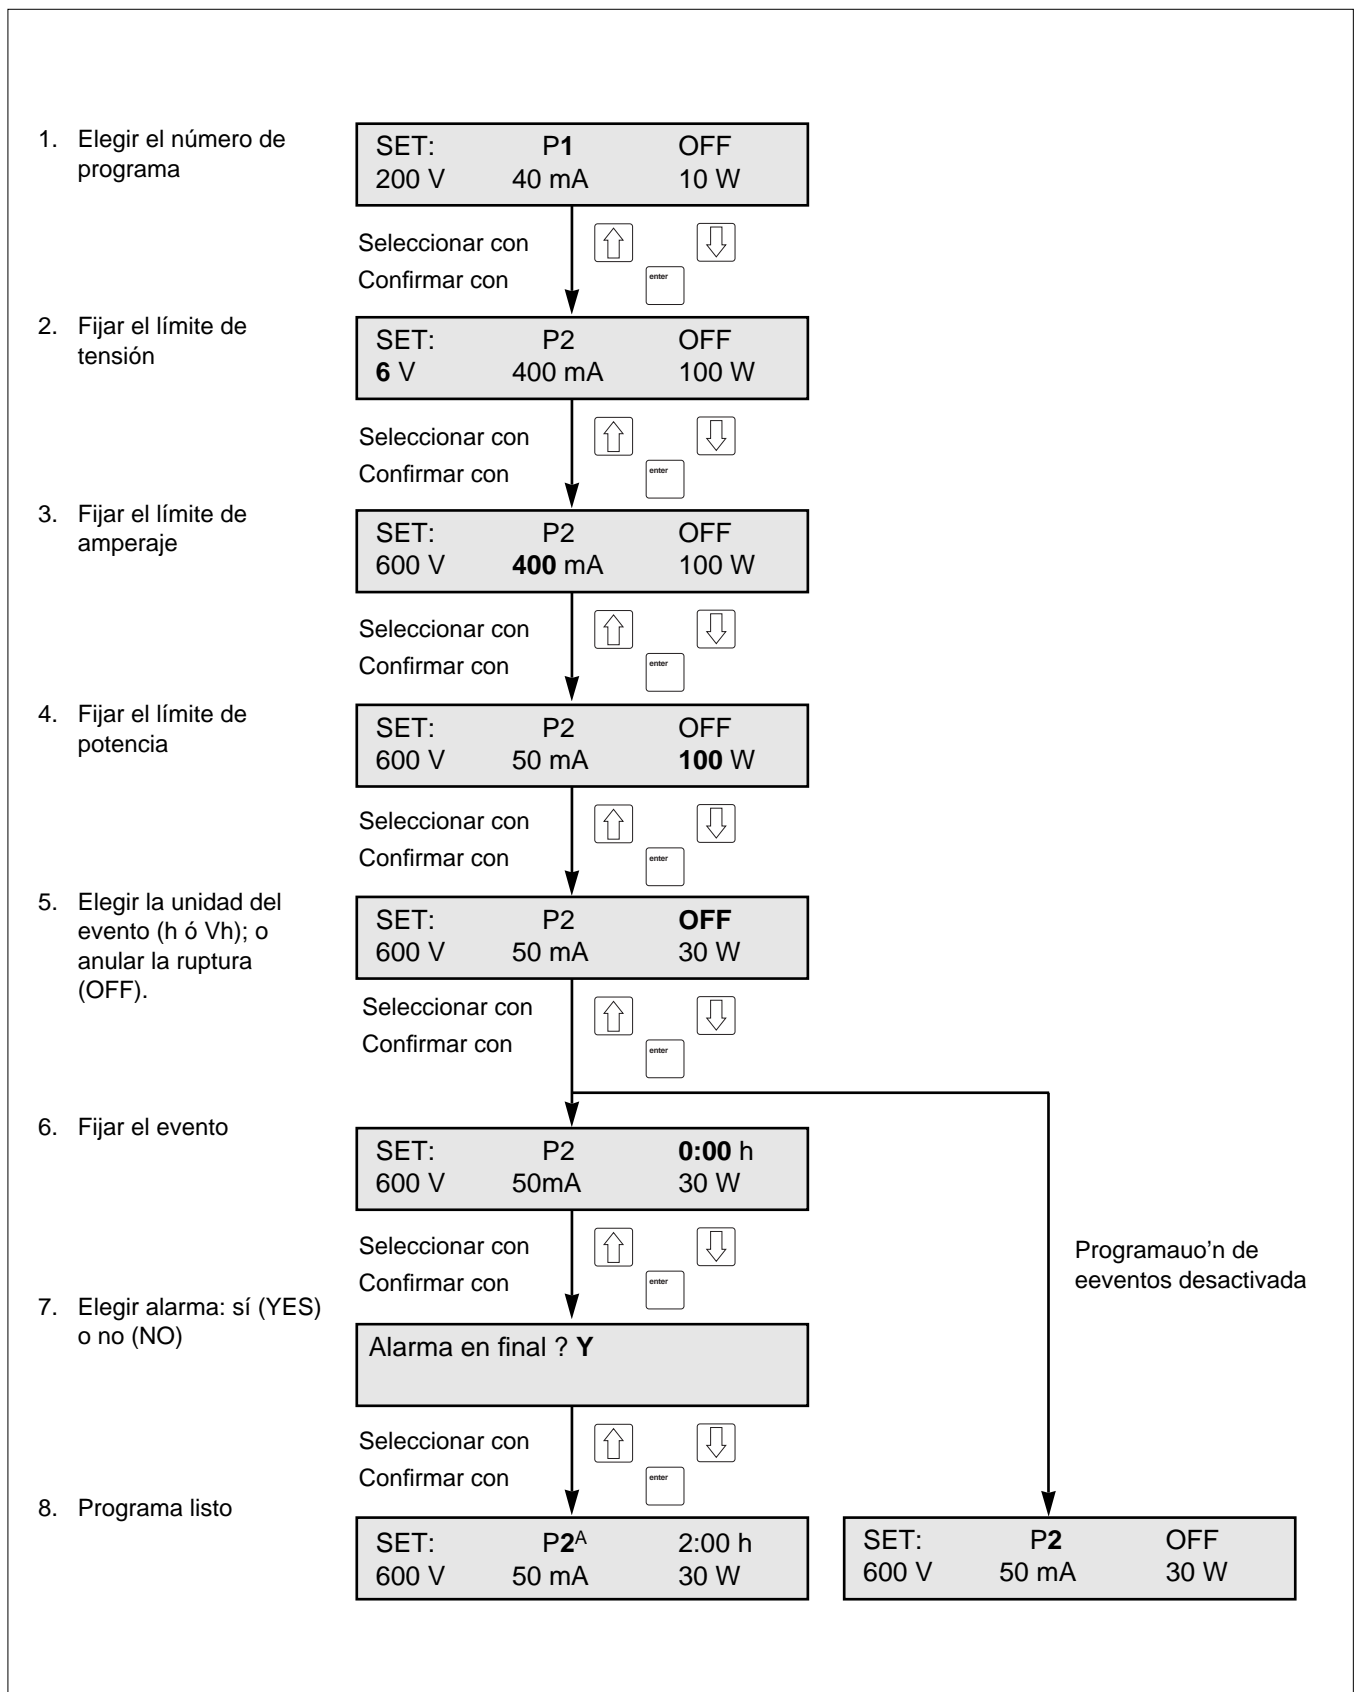 1. Elegir el número de
programa
SET: P1 OFF
200 V 40 mA 10 W
Seleccionar con
Confirmar con enter
2. Fijar el límite de
tensión
SET: P2 OFF
6 V 400 mA 100 W
Seleccionar con
Confirmar con enter
3. Fijar el límite de
amperaje
SET: P2 OFF
600 V 400 mA 100 W
Seleccionar con
Confirmar con enter
4. Fijar el límite de
potencia
SET: P2 OFF
600 V 50 mA 100 W
Seleccionar con
Confirmar con enter
5. Elegir la unidad del
evento (h ó Vh); o
anular la ruptura
(OFF).
SET: P2 OFF
600 V 50 mA 30 W
Seleccionar con
Confirmar con enter
6. Fijar el evento
SET: P2 0:00 h
600 V 50mA 30 W
Seleccionar con
Confirmar con enter
Programauo'n de
eeventos desactivada
7. Elegir alarma: sí (YES)
o no (NO)
Alarma en final ? Y
Seleccionar con
Confirmar con enter
8. Programa listo
SET: P2A 2:00 h
600 V 50 mA 30 W
SET: P2 OFF
600 V 50 mA 30 W